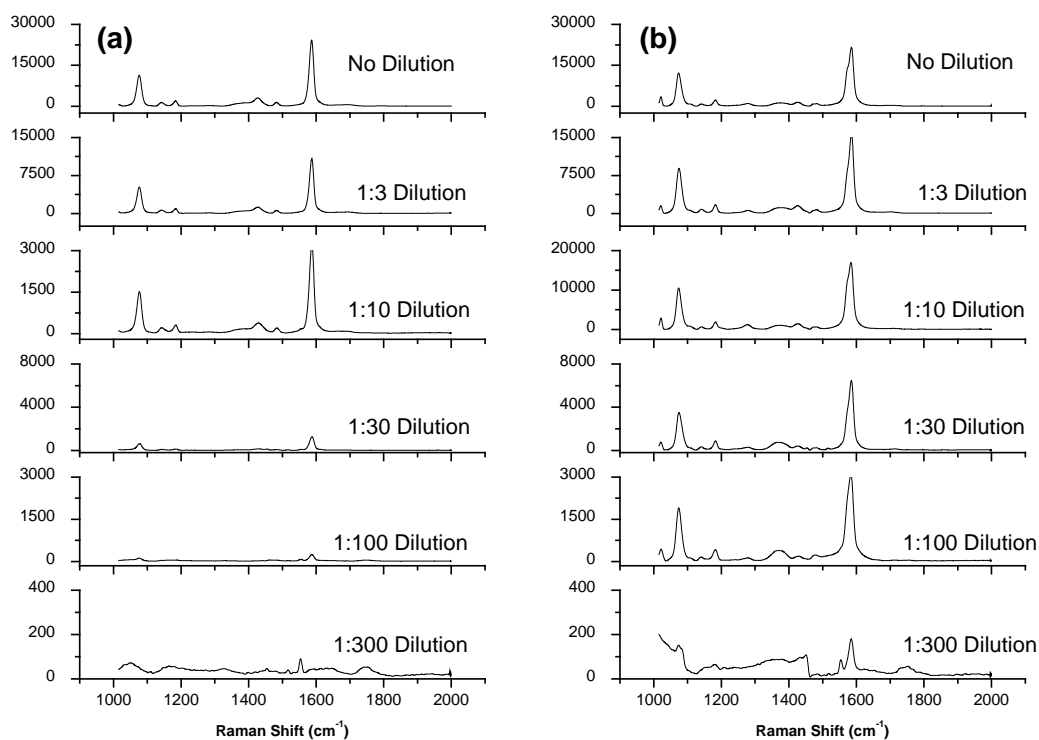 (a)
30000
15000
0
No Dilution
15000
7500
0
1:3 Dilution
3000
1500
0
1:10 Dilution
8000
4000
0
1:30 Dilution
3000
1500
0
1:100 Dilution
400
200
0
1:300 Dilution
1000 1200 1400 1600 1800 2000
Raman Shift (cm⁻¹)
(b)
30000
15000
0
No Dilution
15000
7500
0
1:3 Dilution
20000
10000
0
1:10 Dilution
8000
4000
0
1:30 Dilution
3000
1500
0
1:100 Dilution
400
200
0
1:300 Dilution
1000 1200 1400 1600 1800 2000
Raman Shift (cm⁻¹)